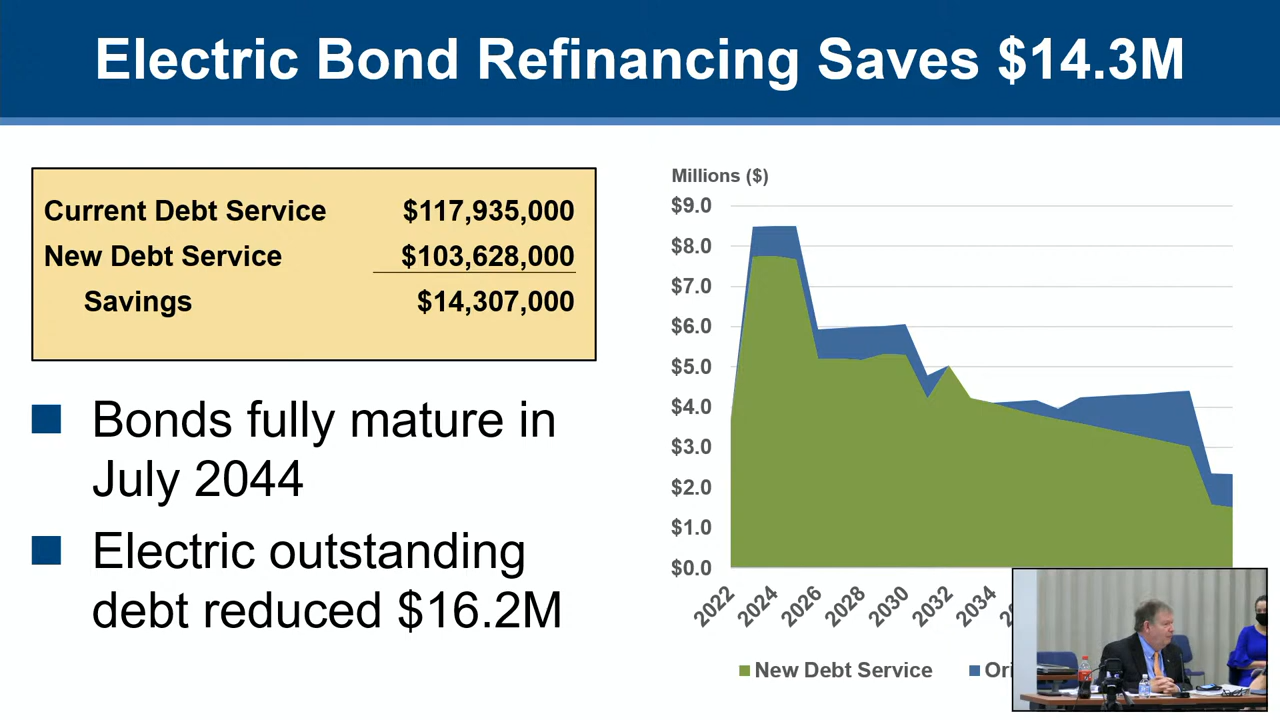 Electric Bond Refinancing Saves $14.3M
Current Debt Service $117,935,000
New Debt Service $103,628,000
Savings $14,307,000
Bonds fully mature in
July 2044
Electric outstanding
debt reduced $16.2M
Millions ($)
$9.0
$8.0
$7.0
$6.0
$5.0
$4.0
$3.0
$2.0
$1.0
$0.0
2022 2024 2026 2028 2030 2032 2034
New Debt Service